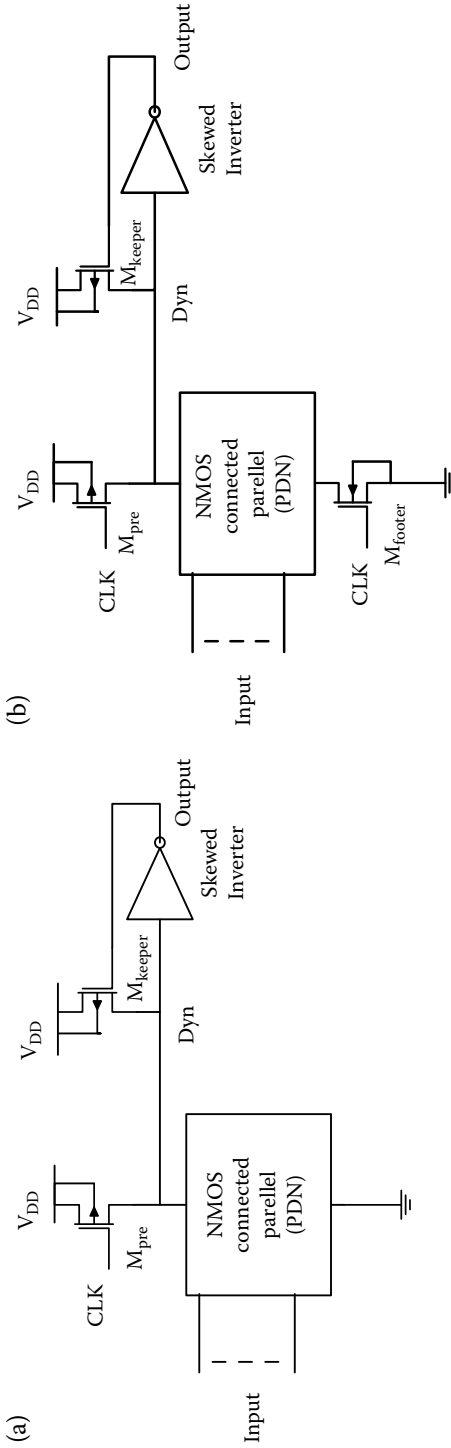 (a)
V_DD
V_DD
CLK
M_pre
M_keeper
Dyn
Output
Skewed
Inverter
Input
NMOS
connected
parellel
(PDN)
(b)
V_DD
V_DD
CLK
M_pre
M_keeper
Dyn
Output
Skewed
Inverter
Input
NMOS
connected
parellel
(PDN)
CLK
M_footer